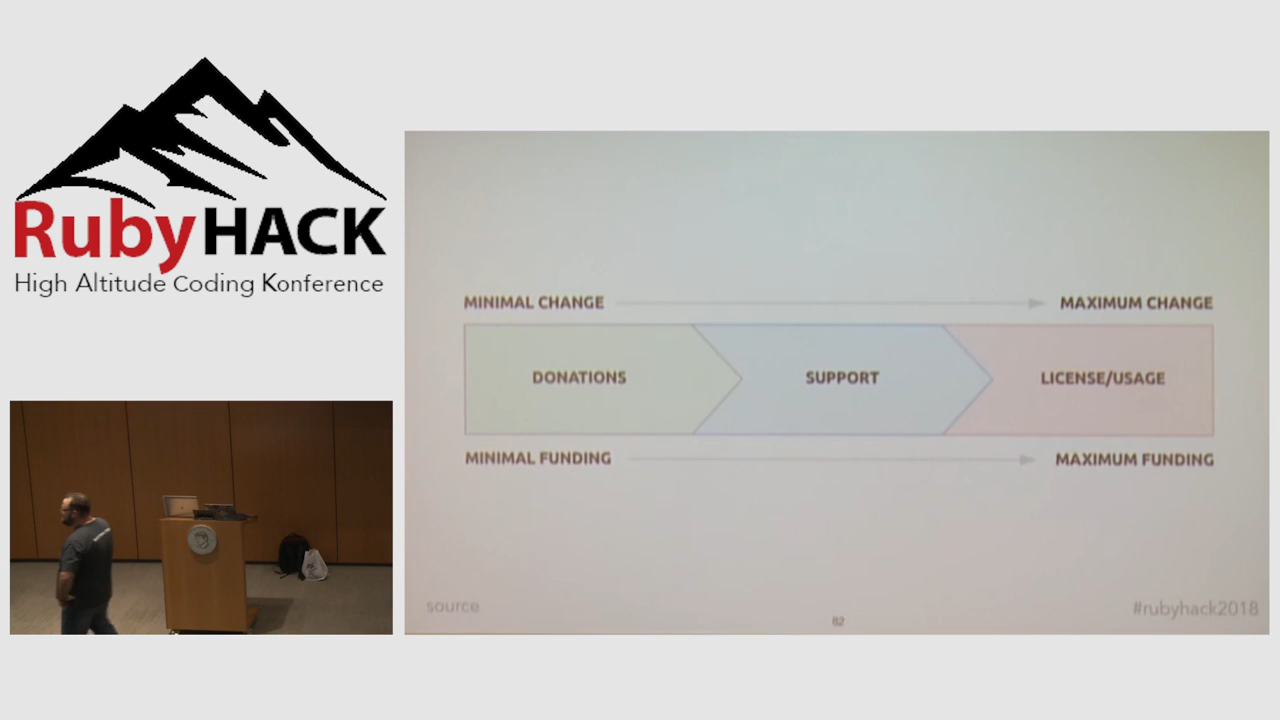 RubyHACK
High Altitude Coding Konference
MINIMAL CHANGE
MAXIMUM CHANGE
DONATIONS
SUPPORT
LICENSE/USAGE
MINIMAL FUNDING
MAXIMUM FUNDING
source
62
#rubyhack2018